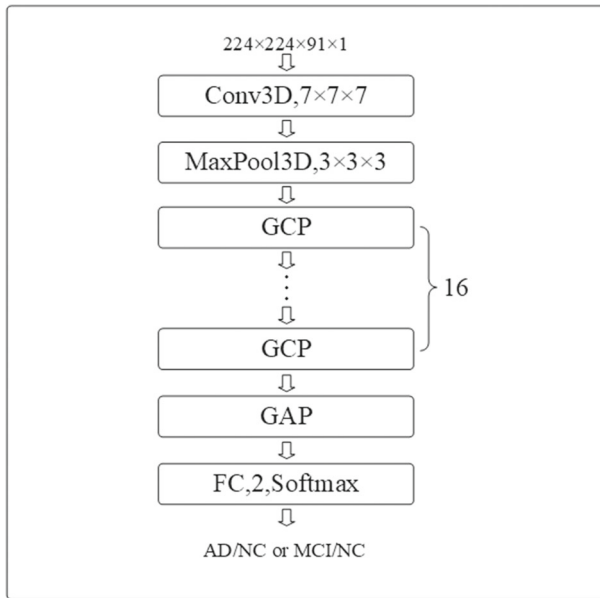 224×224×91×1
Conv3D,7×7×7
MaxPool3D,3×3×3
GCP
16
GCP
GAP
FC,2,Softmax
AD/NC or MCI/NC